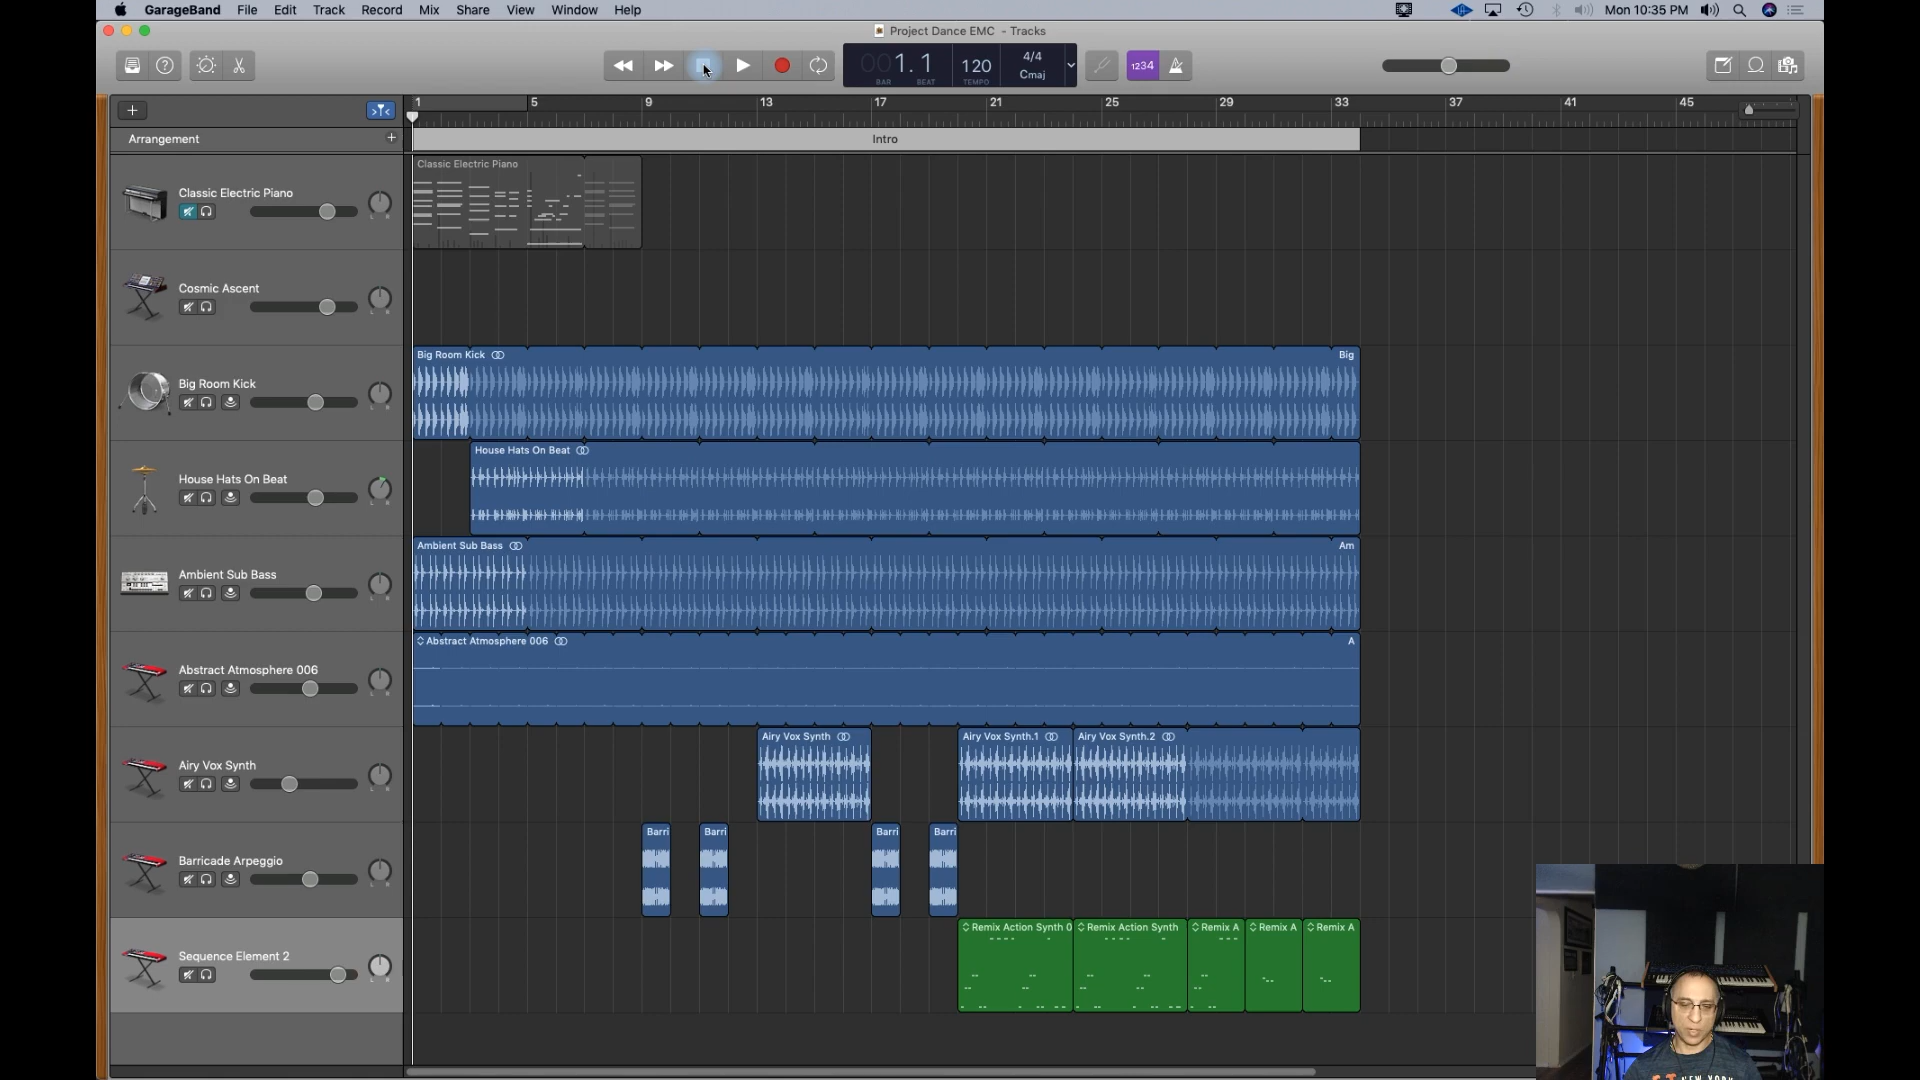 GarageBand File Edit Track Record Mix Share View Window Help
Mon 10:35 PM
Project Dance EMC - Tracks
001.1
BAR BEAT
120
TEMPO
4/4
Cmaj
1234
1 5 9 13 17 21 25 29 33 37 41 45
Arrangement
Intro
Classic Electric Piano
Classic Electric Piano
L R
Cosmic Ascent
L R
Big Room Kick
Big
Big Room Kick
L R
House Hats On Beat
House Hats On Beat
L R
Ambient Sub Bass
Am
Ambient Sub Bass
L R
Abstract Atmosphere 006
A
Abstract Atmosphere 006
L R
Airy Vox Synth
Airy Vox Synth.1
Airy Vox Synth.2
Airy Vox Synth
L R
Barri
Barri
Barri
Barri
Barricade Arpeggio
L R
Remix Action Synth 0
Remix Action Synth
Remix A
Remix A
Remix A
Sequence Element 2
L R
NEW YORK